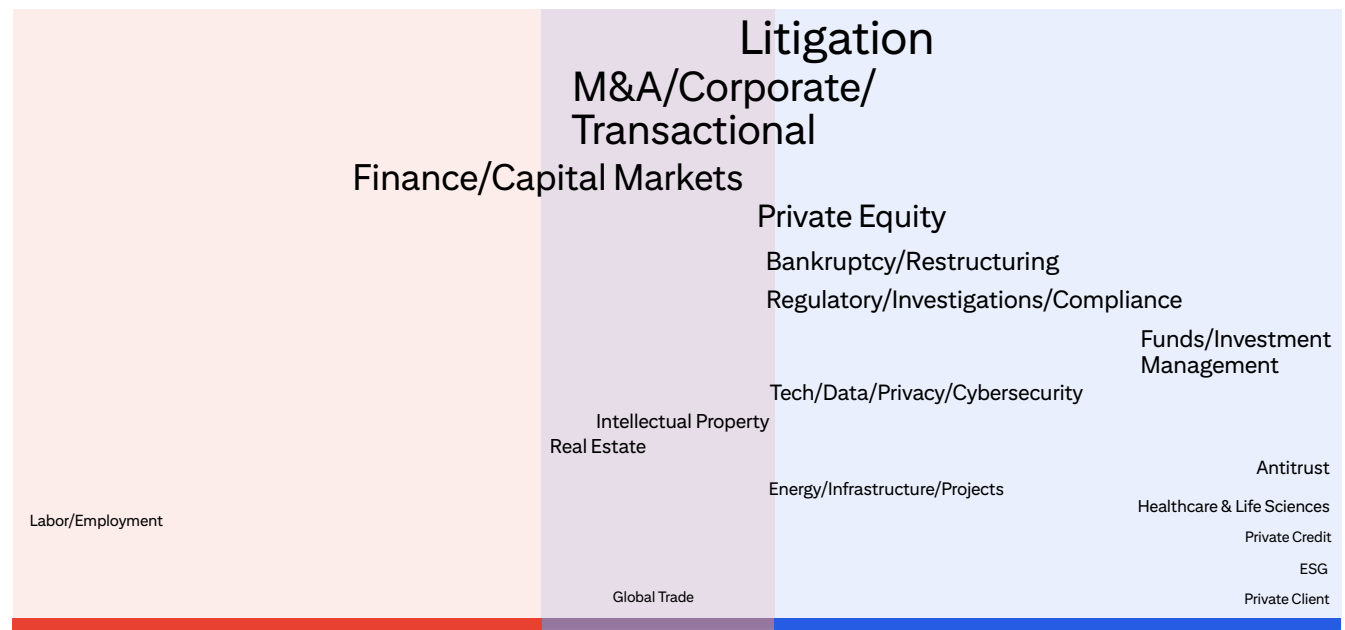 Litigation
M&A/Corporate/
Transactional
Finance/Capital Markets
Private Equity
Bankruptcy/Restructuring
Regulatory/Investigations/Compliance
Funds/Investment
Management
Tech/Data/Privacy/Cybersecurity
Intellectual Property
Real Estate
Antitrust
Energy/Infrastructure/Projects
Healthcare & Life Sciences
Labor/Employment
Private Credit
ESG
Global Trade
Private Client